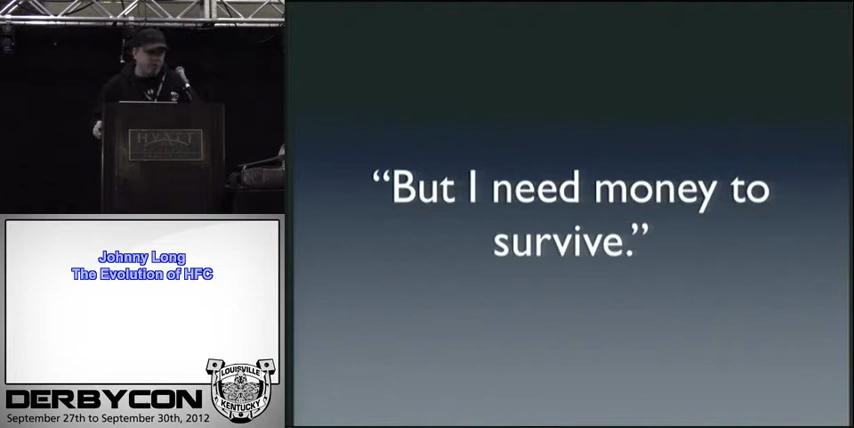 HYATT
“But I need money to
survive.”
Johnny Long
The Evolution of HFC
LOUISVILLE
KENTUCKY
DERBYCON
September 27th to September 30th, 2012